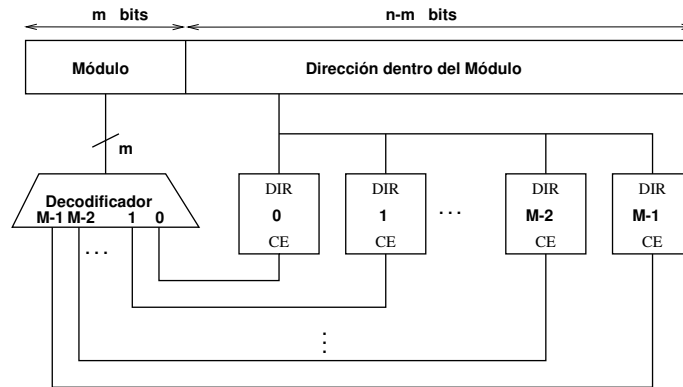 m bits n-m bits
Módulo Dirección dentro del Módulo
m
Decodificador
M-1 M-2 1 0
. . .
DIR DIR DIR DIR
0 1 . . . M-2 M-1
CE CE CE CE
. . .